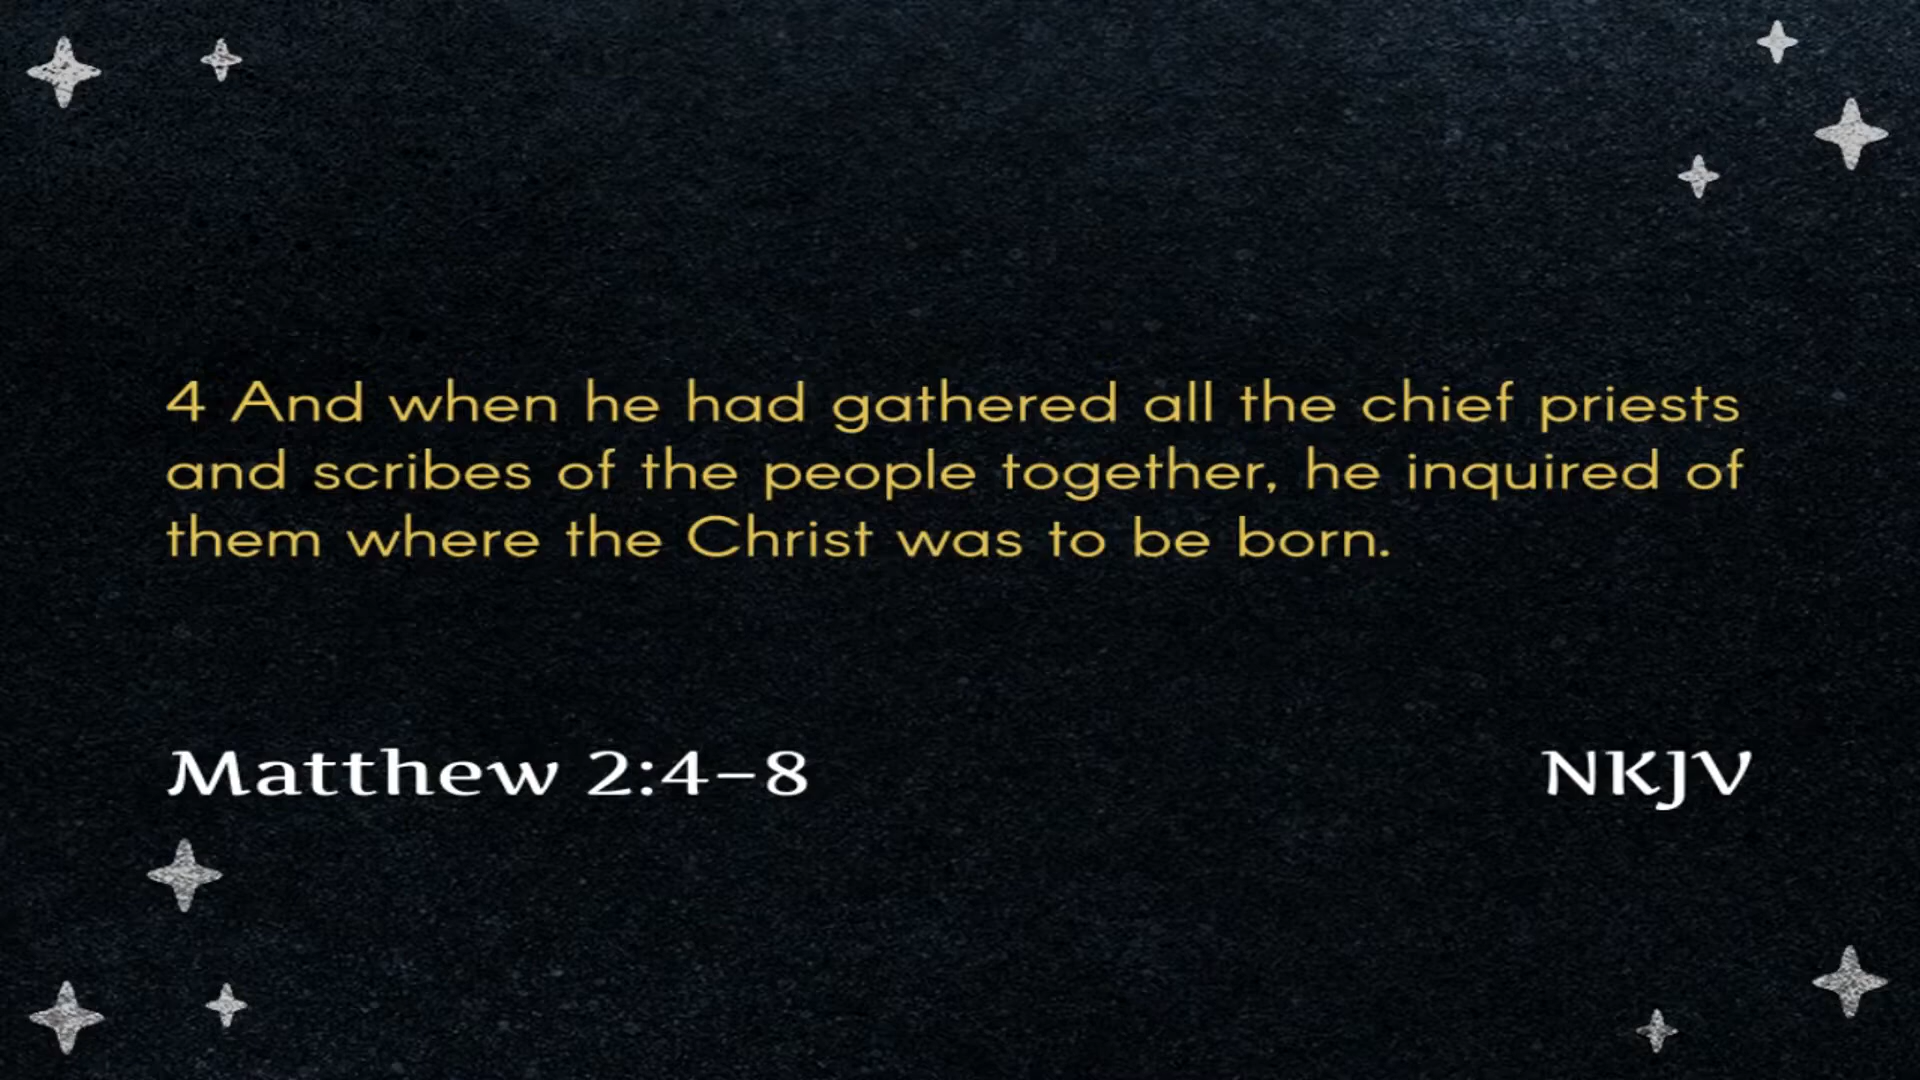 4 And when he had gathered all the chief priests
and scribes of the people together, he inquired of
them where the Christ was to be born.
Matthew 2:4–8
NKJV